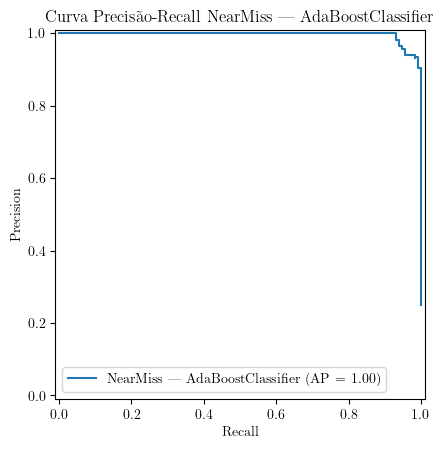 Curva Precisão-Recall NearMiss — AdaBoostClassifier
1.0
0.8
0.6
0.4
0.2
0.0
Precision
NearMiss — AdaBoostClassifier (AP = 1.00)
0.0 0.2 0.4 0.6 0.8 1.0
Recall